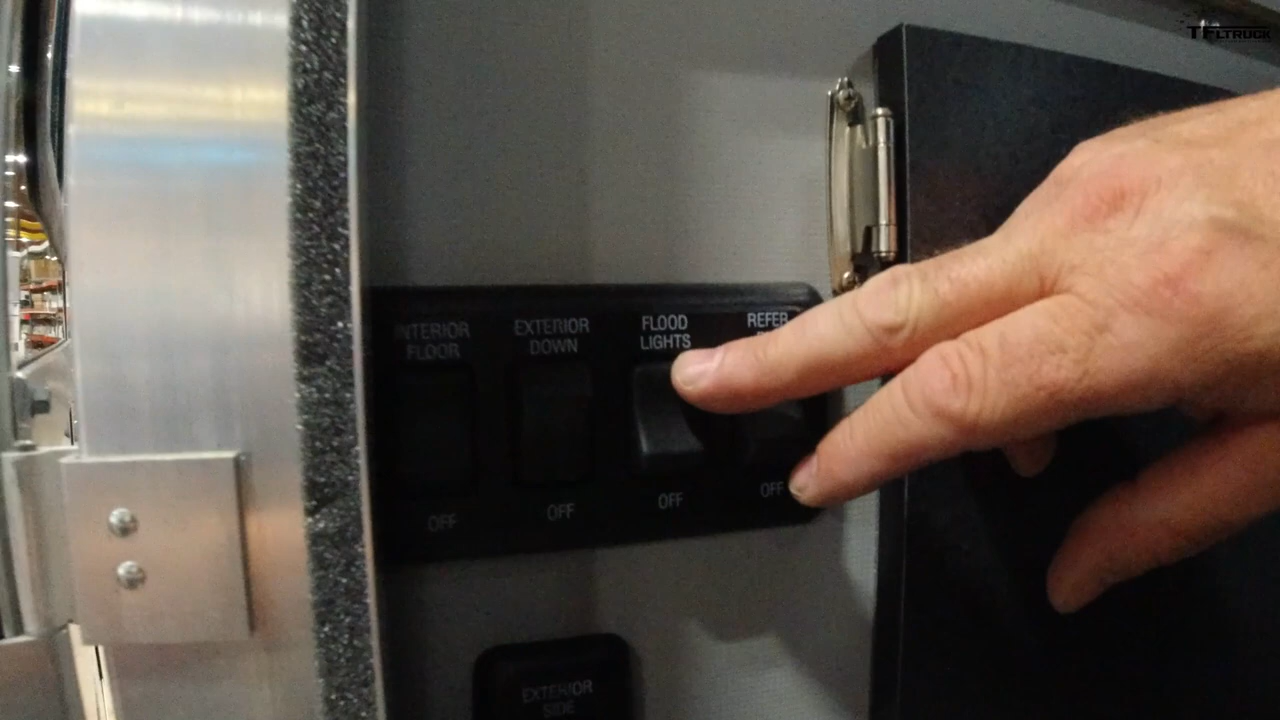 TFLTRUCK
INTERIOR
FLOOR
EXTERIOR
DOWN
FLOOD
LIGHTS
REFER
OFF
OFF
OFF
OFF
EXTERIOR
SIDE